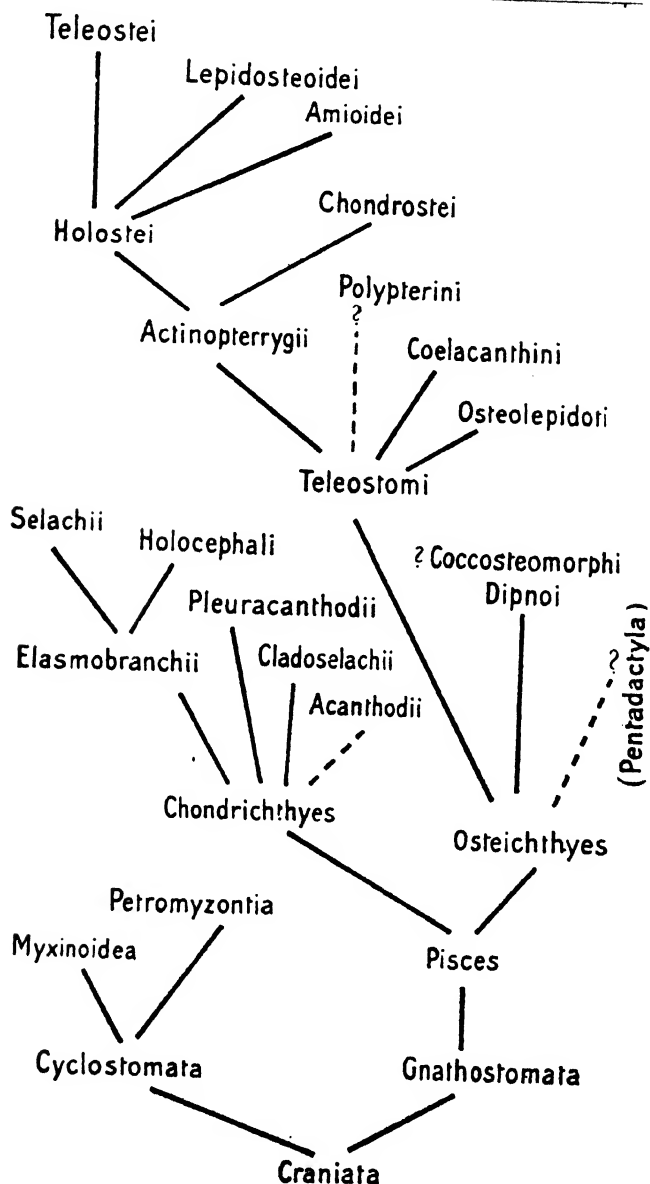 Teleostei
Lepidosteoidei
Amioidei
Chondrostei
Holostei
Polypterini
?
Actinopterrygii
Coelacanthini
Osteolepidoti
Teleostomi
Selachii
Holocephali
? Coccosteomorphi
Dipnoi
Pleuracanthodii
Elasmobranchii
Cladoselachii
?
(Pentadactyla)
Acanthodii
Chondrichthyes
Osteichthyes
Petromyzontia
Myxinoidea
Pisces
Cyclostomata
Gnathostomata
Craniata